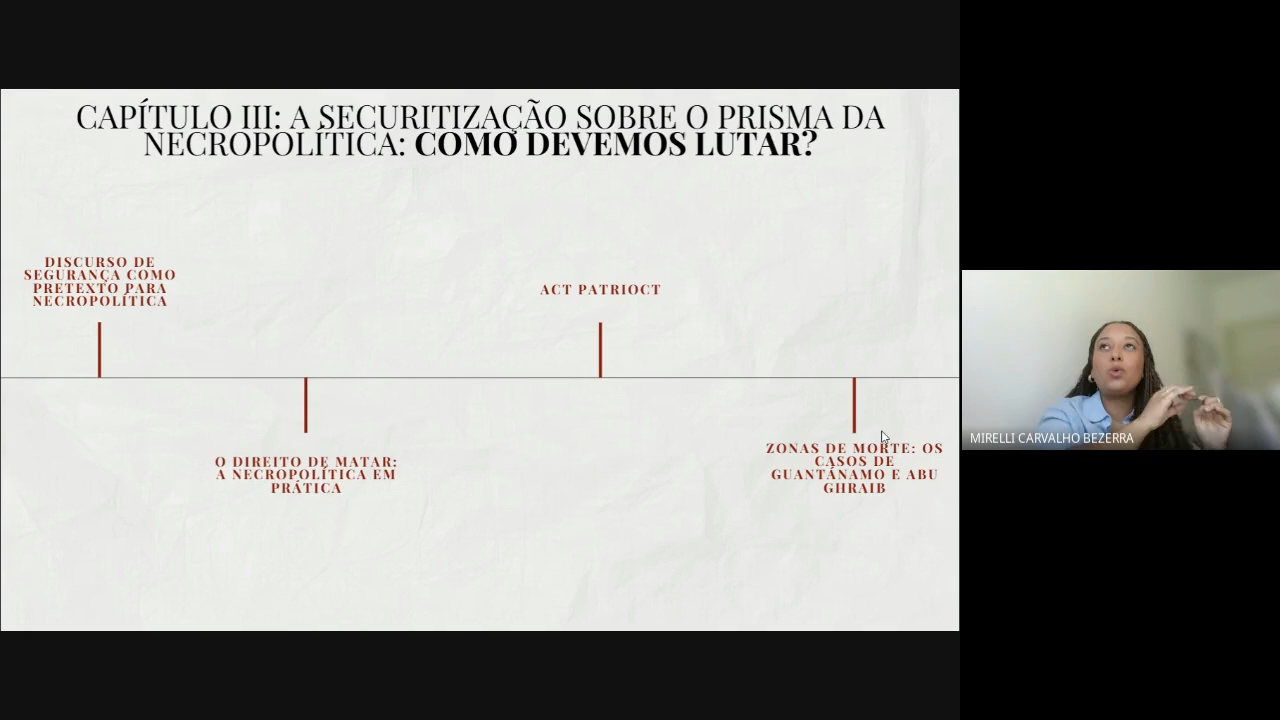 CAPÍTULO III: A SECURITIZAÇÃO SOBRE O PRISMA DA
NECROPOLÍTICA: COMO DEVEMOS LUTAR?
DISCURSO DE
SEGURANÇA COMO
PRETEXTO PARA
NECROPOLÍTICA
ACT PATRIOCT
O DIREITO DE MATAR:
A NECROPOLÍTICA EM
PRÁTICA
ZONAS DE MORTE: OS
CASOS DE
GUANTÁNAMO E ABU
GHRAIB
MIRELLI CARVALHO BEZERRA